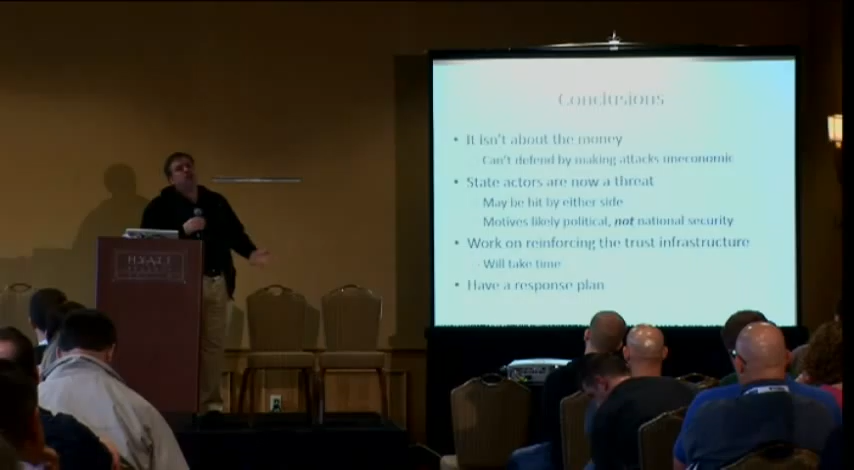 HYATT
Conclusions
• It isn't about the money
Can't defend by making attacks uneconomic
• State actors are now a threat
May be hit by either side
Motives likely political, not national security
• Work on reinforcing the trust infrastructure
Will take time
• Have a response plan